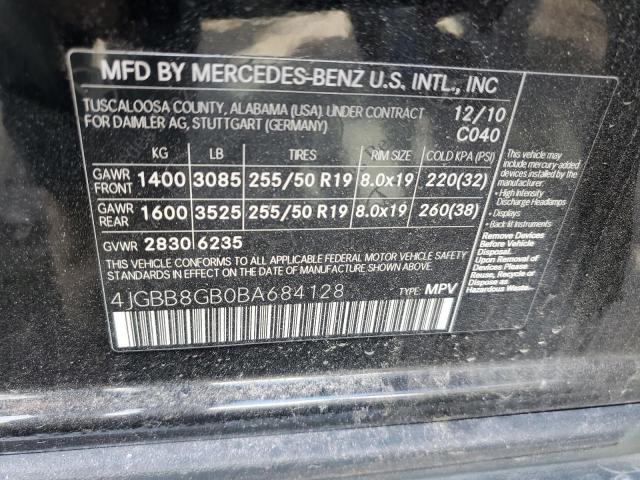 MFD BY MERCEDES-BENZ U.S. INTL., INC
TUSCALOOSA COUNTY, ALABAMA (USA). UNDER CONTRACT
FOR DAIMLER AG, STUTTGART (GERMANY)
12/10
C040
KG LB TIRES RIM SIZE COLD KPA (PSI)
GAWR FRONT 1400 3085 255/50 R19 8.0x19 220(32)
GAWR REAR 1600 3525 255/50 R19 8.0x19 260(38)
GVWR 2830 6235
THIS VEHICLE CONFORMS TO ALL APPLICABLE FEDERAL MOTOR VEHICLE SAFETY
AND THEFT PREVENTION STANDARDS IN EFFECT ON THE DATE OF
MANUFACTURE SHOWN ABOVE.
4JGBB8GB0BA684128
TYPE: MPV
This vehicle may include
mercury-added
devices installed by the
manufacturer:
• High Intensity
Discharge Headlamps
• Displays
• Back lit Instruments
Remove Devices
Before Vehicle
Disposal.
Upon Removal of
Devices Please
Reuse, Recycle or
Dispose as
Hazardous Waste.